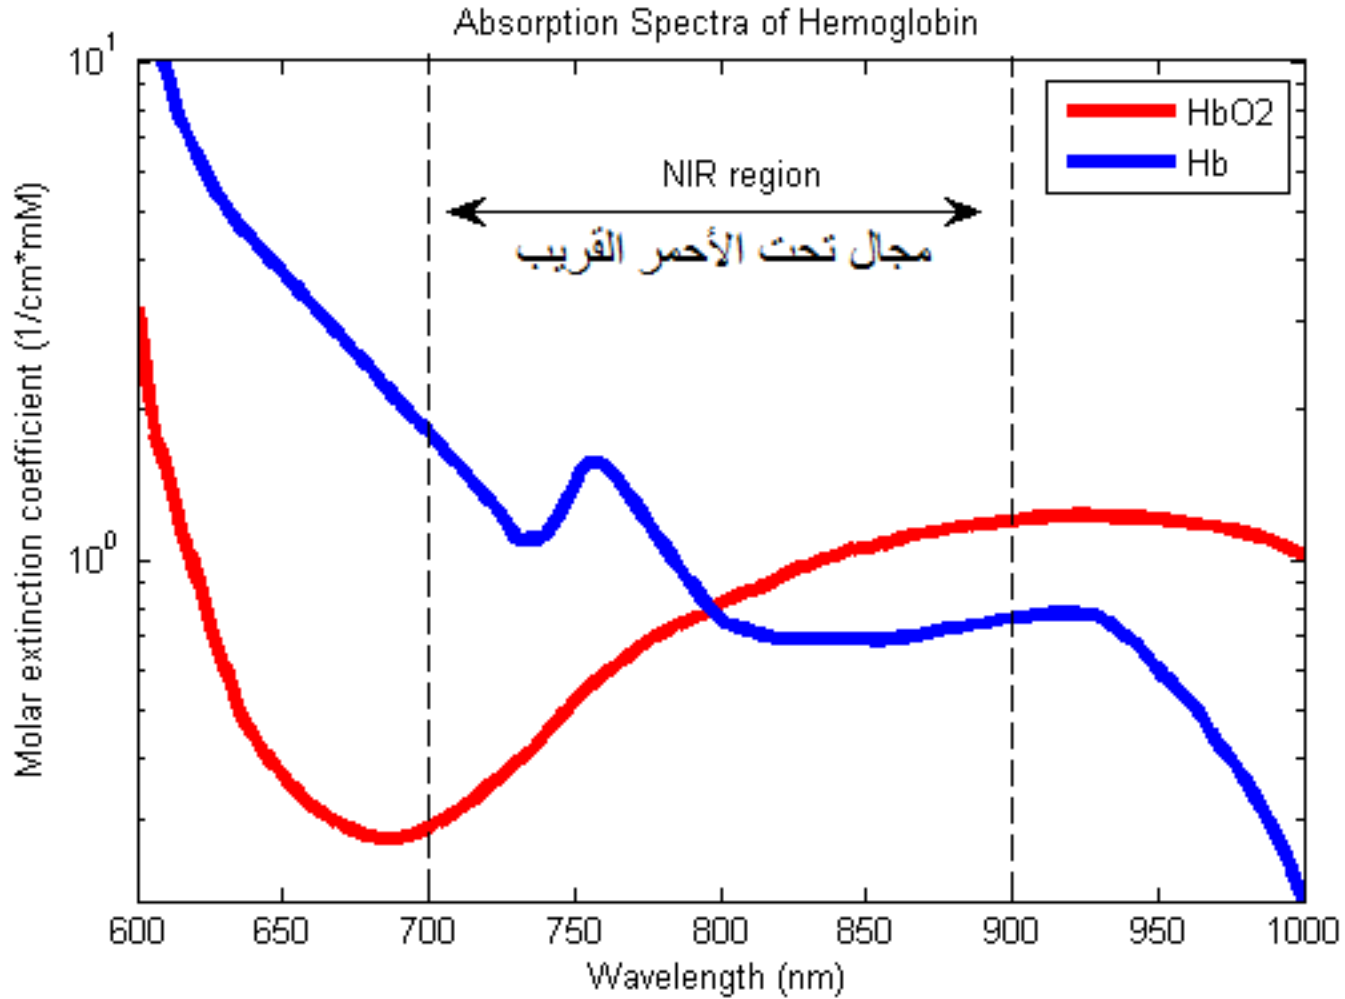 Absorption Spectra of Hemoglobin
10^1
HbO2
Hb
NIR region
مجال تحت الأحمر القريب
Molar extinction coefficient (1/cm*mM)
10^0
600 650 700 750 800 850 900 950 1000
Wavelength (nm)